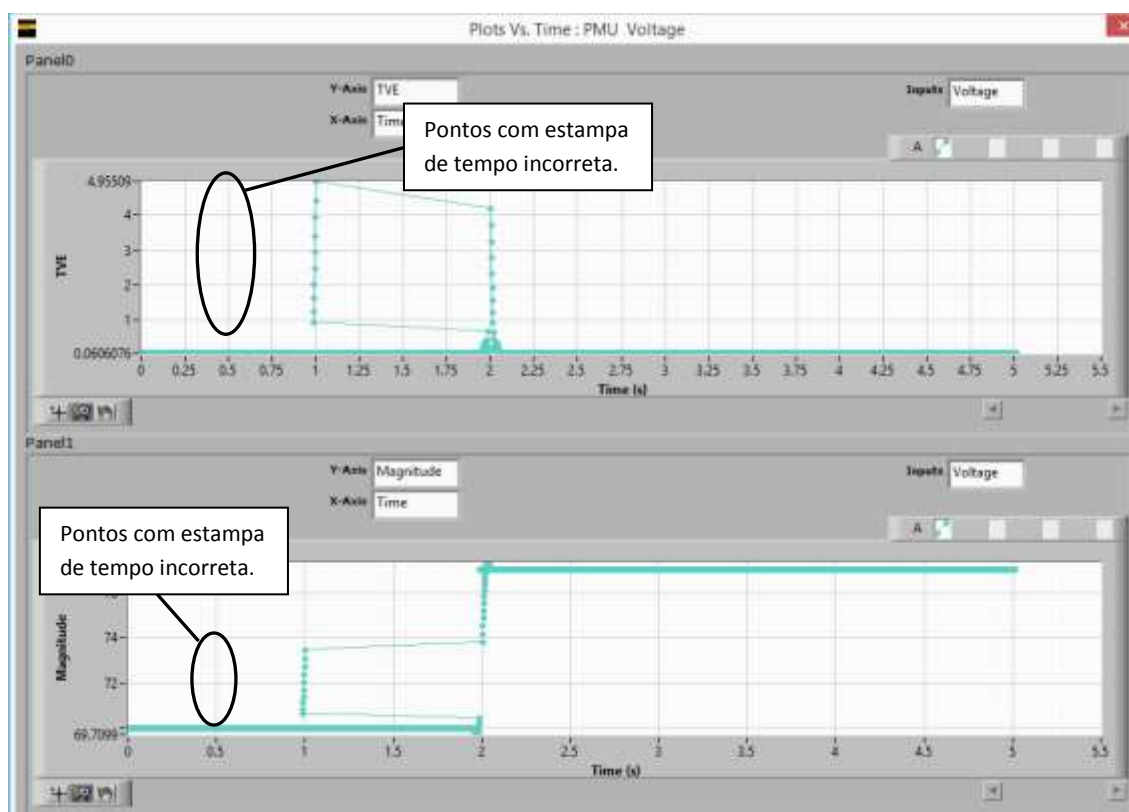 Plots Vs. Time : PMU Voltage
Panel0
Y-Axis TVE
Inputs Voltage
X-Axis Time
Pontos com estampa
de tempo incorreta.
A
4.95509
4
3
2
1
0.0606076
TVE
0 0.25 0.5 0.75 1 1.25 1.5 1.75 2 2.25 2.5 2.75 3 3.25 3.5 3.75 4 4.25 4.5 4.75 5 5.5
Time (s)
Panel1
Y-Axis Magnitude
Inputs Voltage
X-Axis Time
A
Pontos com estampa
de tempo incorreta.
74
72
69.7099
Magnitude
0 0.5 1 1.5 2 2.5 3 3.5 4 4.5 5 5.5
Time (s)